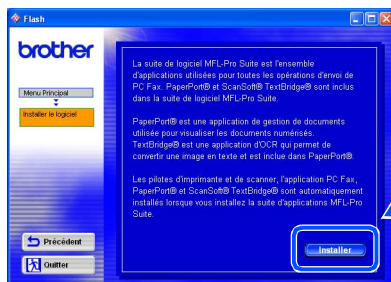 Flash
brother
Menu Principal
Installer le logiciel
La suite de logiciel MFL-Pro Suite est l'ensemble
d'applications utilisées pour toutes les opérations d'envoi de
PC Fax. PaperPort® et ScanSoft® TextBridge® sont inclus
dans la suite de logiciel MFL-Pro Suite.
PaperPort® est une application de gestion de documents
utilisée pour visualiser les documents numérisés.
TextBridge® est une application d'OCR qui permet de
convertir une image en texte et est incluse dans PaperPort®.
Les pilotes d'imprimante et de scanner, l'application PC Fax,
PaperPort® et ScanSoft® TextBridge® sont automatiquement
installés lorsque vous installez la suite d'applications MFL-Pro
Suite.
Précédent
Quitter
Installer